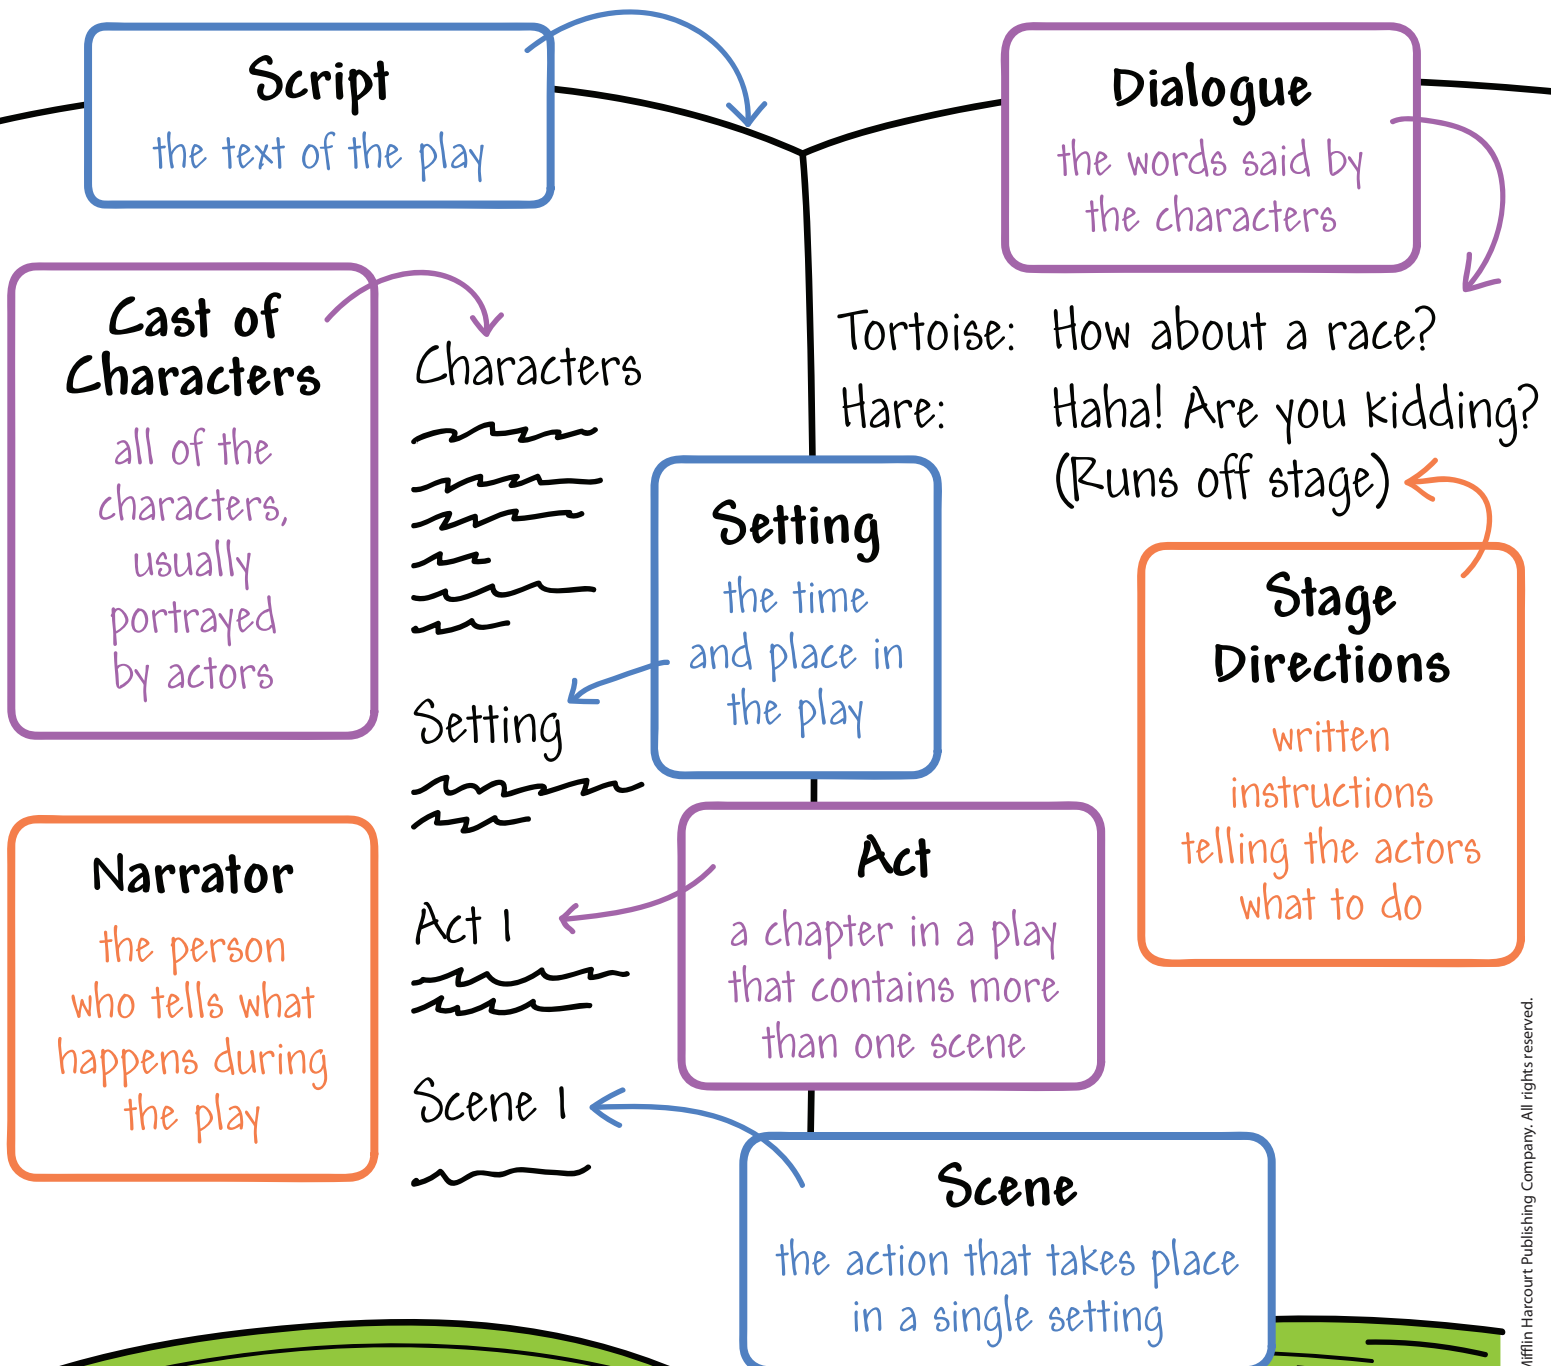 Script
the text of the play
Cast of
Characters
all of the
characters,
usually
portrayed
by actors
Narrator
the person
who tells what
happens during
the play
Characters
Setting
Act 1
Scene 1
Setting
the time
and place in
the play
Act
a chapter in a play
that contains more
than one scene
Scene
the action that takes place
in a single setting
Dialogue
the words said by
the characters
Tortoise: How about a race?
Hare: Haha! Are you kidding?
(Runs off stage)
Stage
Directions
written
instructions
telling the actors
what to do
Mifflin Harcourt Publishing Company. All rights reserved.